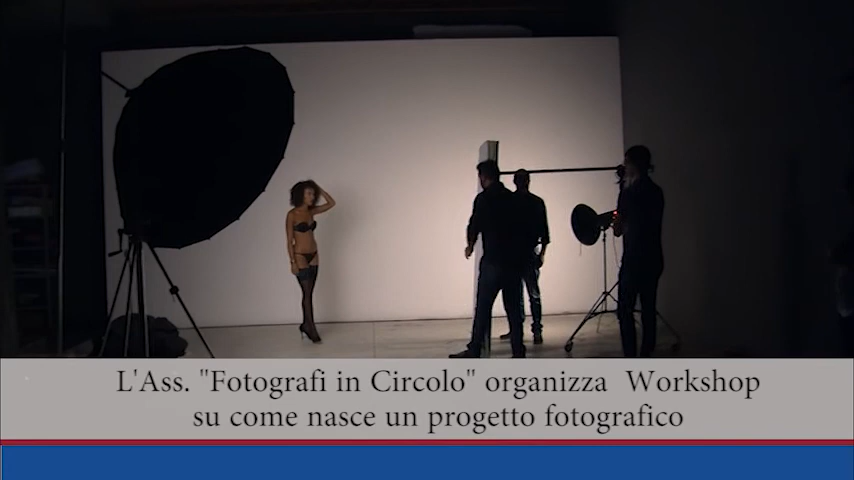 L'Ass. "Fotografi in Circolo" organizza Workshop
su come nasce un progetto fotografico